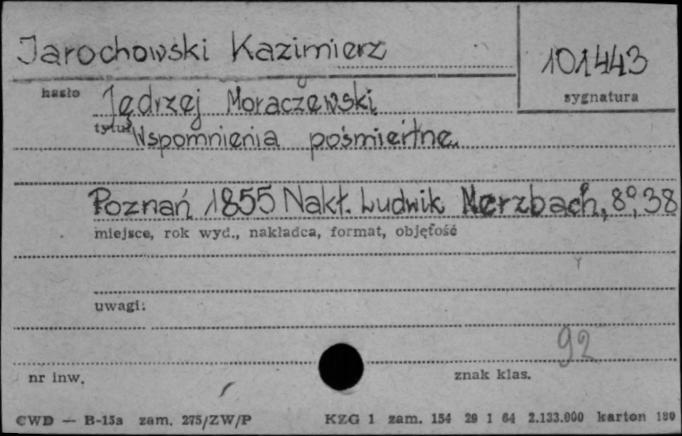 Jarochowski Kazimierz
101443
hasło
sygnatura
Jędrzej Moraczewski
tytuł
Wspomnienia pośmiertne.
Poznań 1855 Nakł. Ludwik Merzbach, 8°, 38
miejsce, rok wyd., nakładca, format, objętość
uwagi:
92
nr inw.
znak klas.
CWD — B-15a zam. 275/ZW/P
KZG 1 zam. 154 29 1 64 2.133.000 karton 180